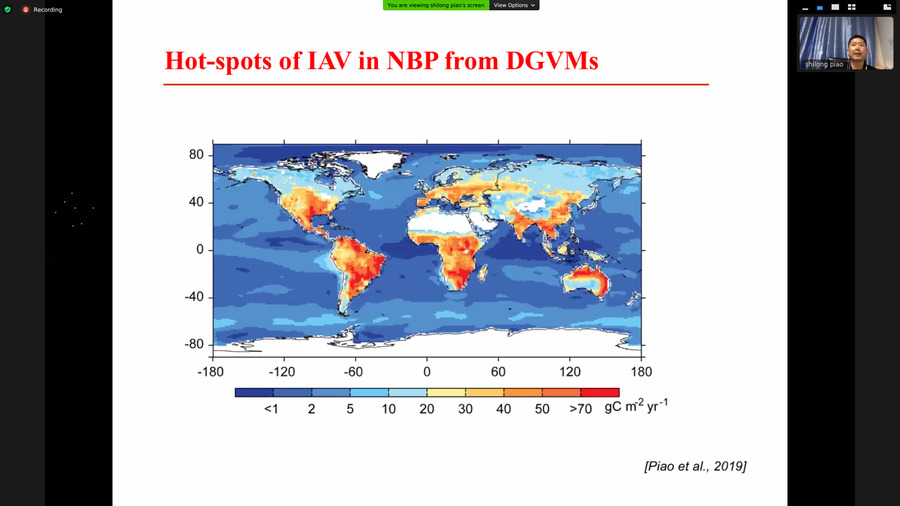 Recording
You are viewing shilong piao's screen
View Options
shilong piao
Hot-spots of IAV in NBP from DGVMs
80
40
0
-40
-80
-180 -120 -60 0 60 120 180
<1 2 5 10 20 30 40 50 >70 gC m-2 yr-1
[Piao et al., 2019]